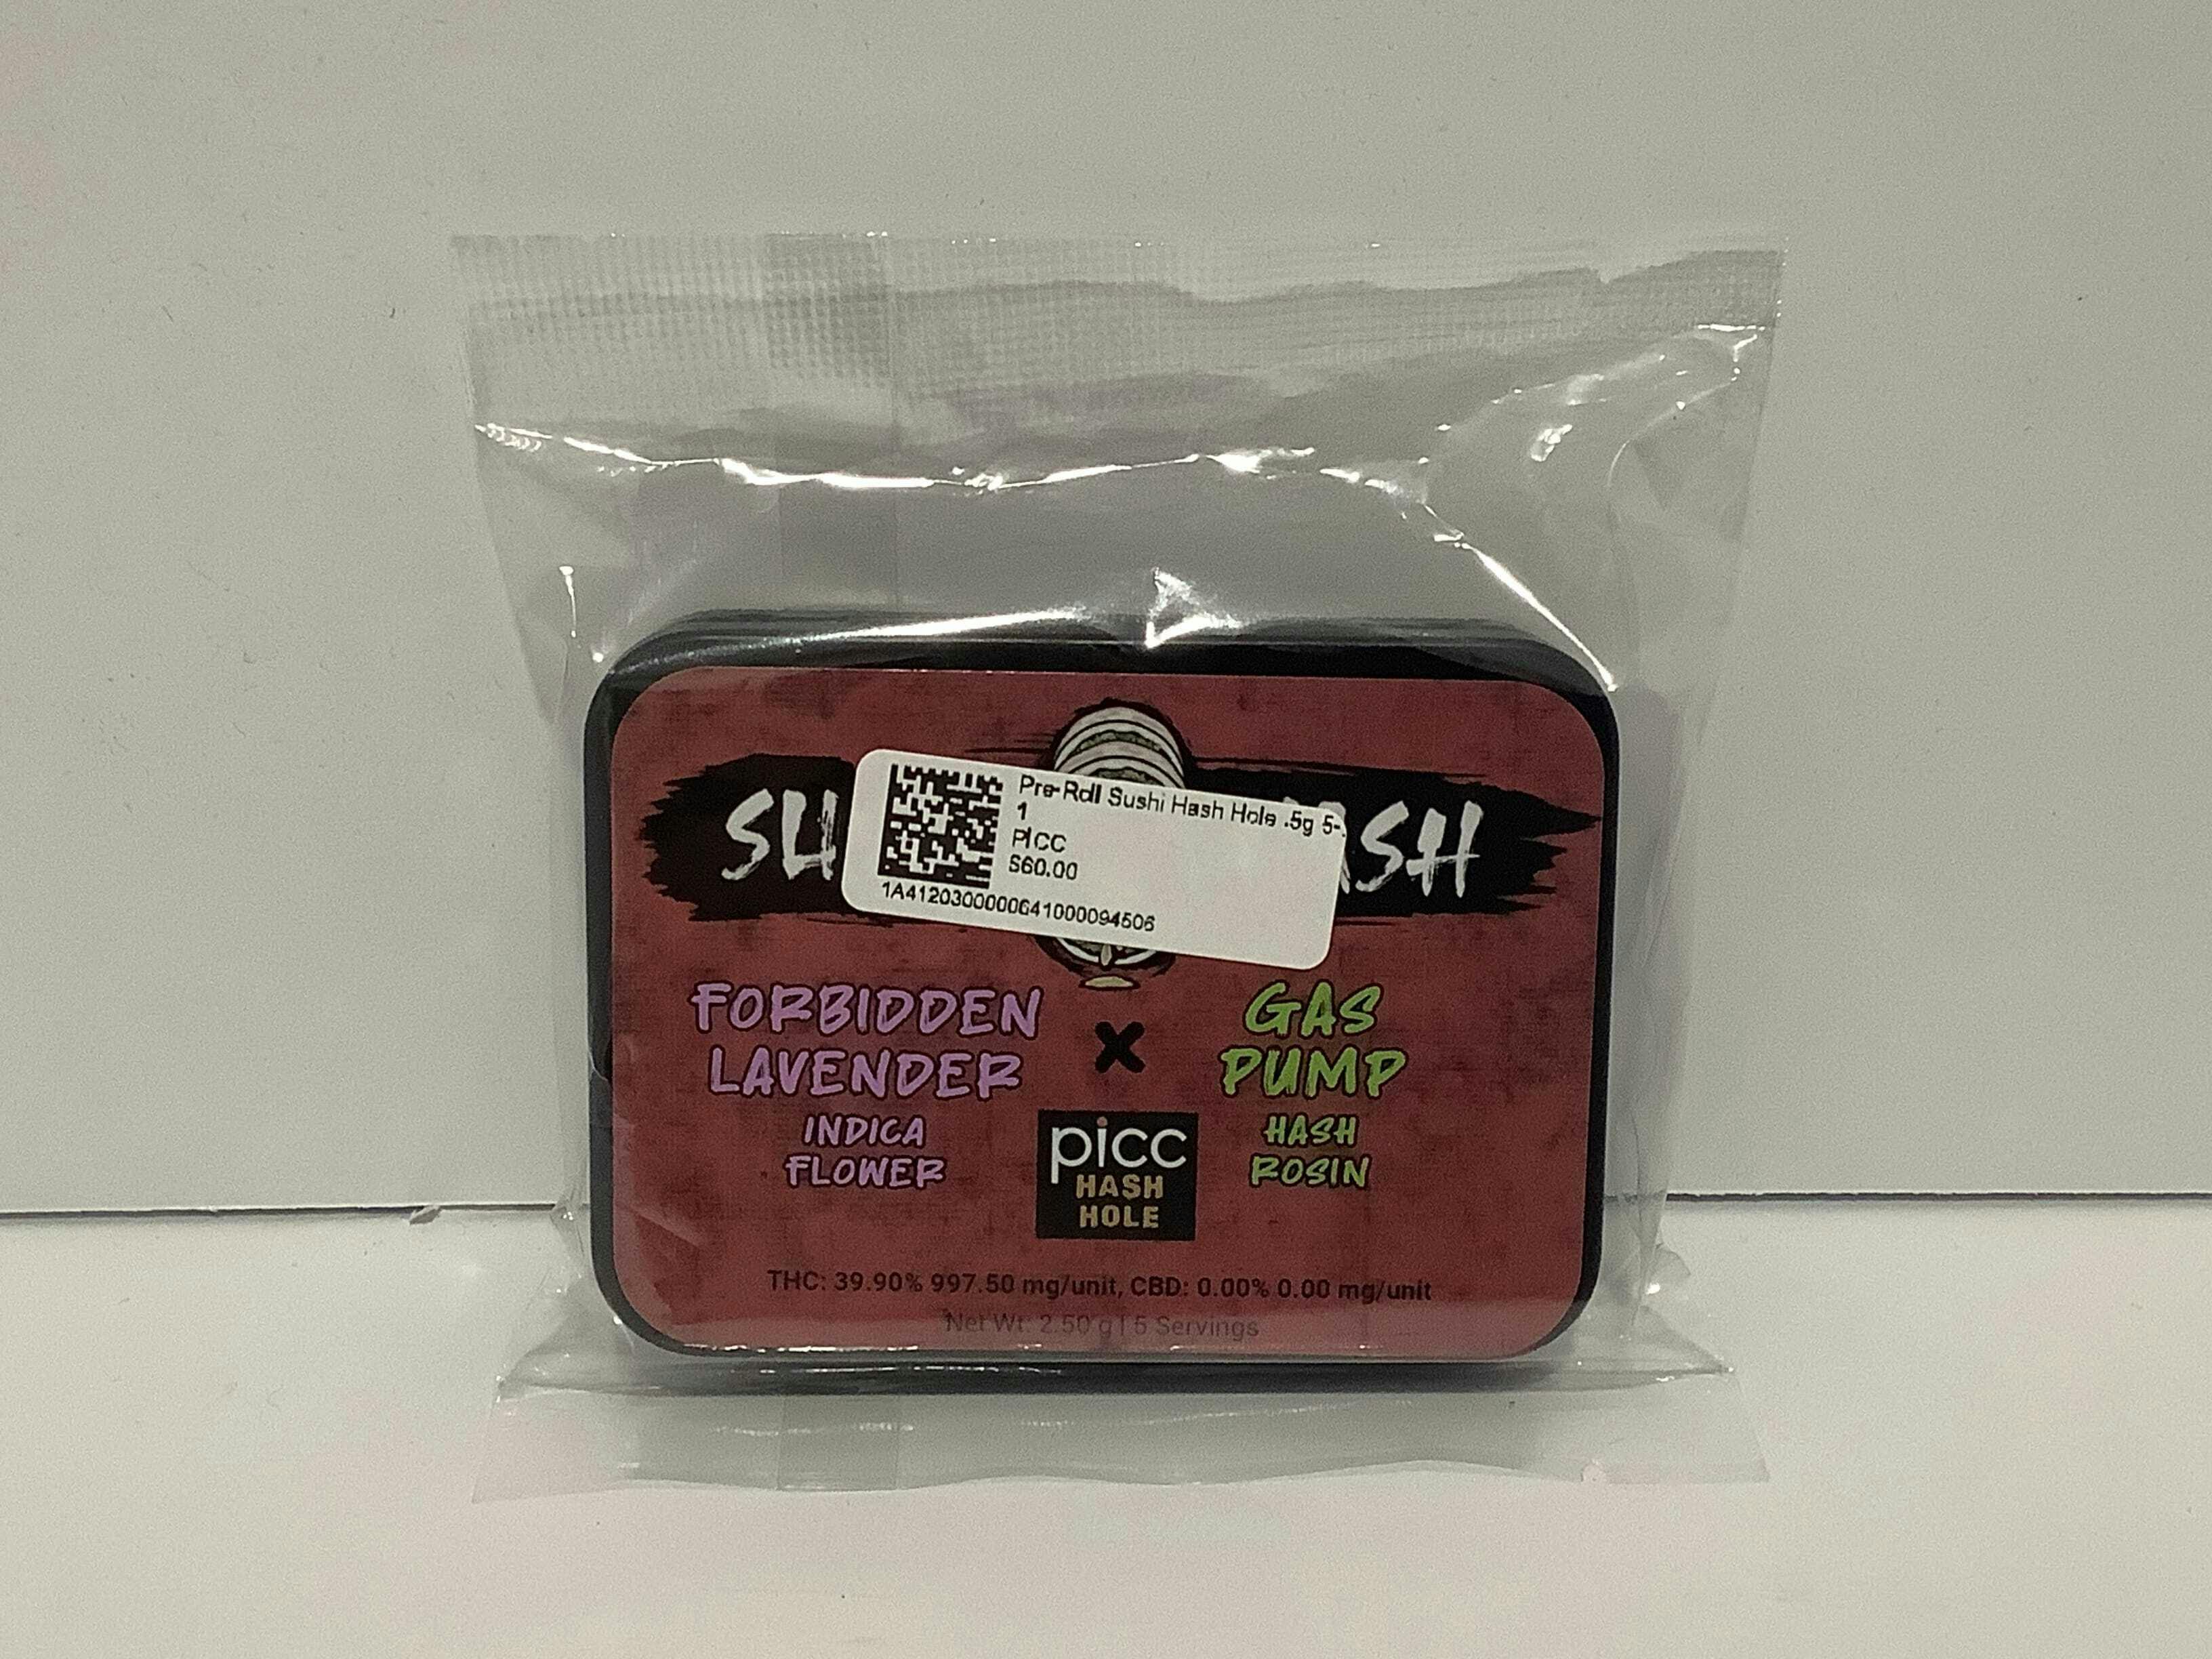 SU ASH
Pre-Roll Sushi Hash Hole .5g 5-
1
PICC
$60.00
1A4120300000641000094506
FORBIDDEN
LAVENDER
x
GAS
PUMP
INDICA
FLOWER
HASH
ROSIN
picc
HASH
HOLE
THC: 39.90% 997.50 mg/unit, CBD: 0.00% 0.00 mg/unit
Net Wt: 2.50 g | 5 Servings